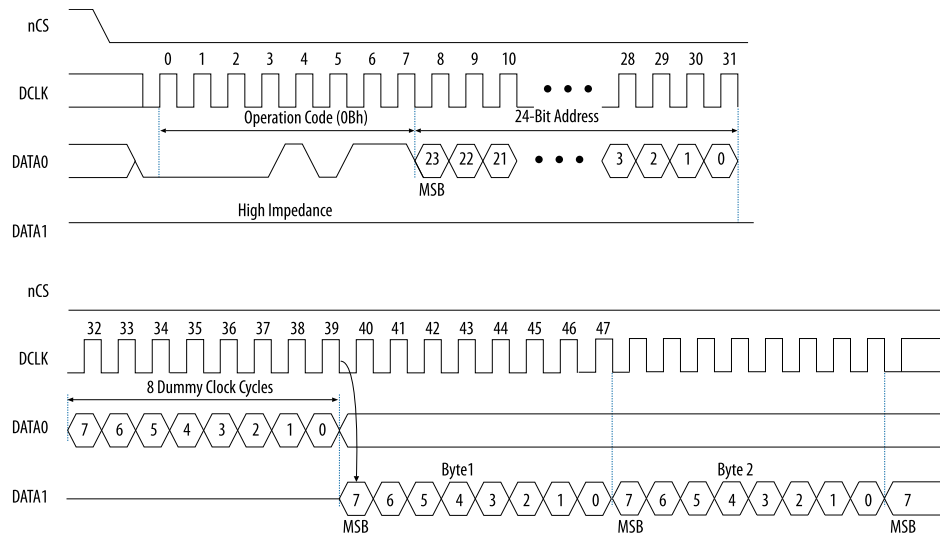 nCS
0 1 2 3 4 5 6 7 8 9 10 28 29 30 31
DCLK
Operation Code (0Bh) 24-Bit Address
DATA0 23 22 21 3 2 1 0
MSB
High Impedance
DATA1
nCS
32 33 34 35 36 37 38 39 40 41 42 43 44 45 46 47
DCLK
8 Dummy Clock Cycles
DATA0 7 6 5 4 3 2 1 0
Byte1 Byte 2
DATA1 7 6 5 4 3 2 1 0 7 6 5 4 3 2 1 0 7
MSB MSB MSB